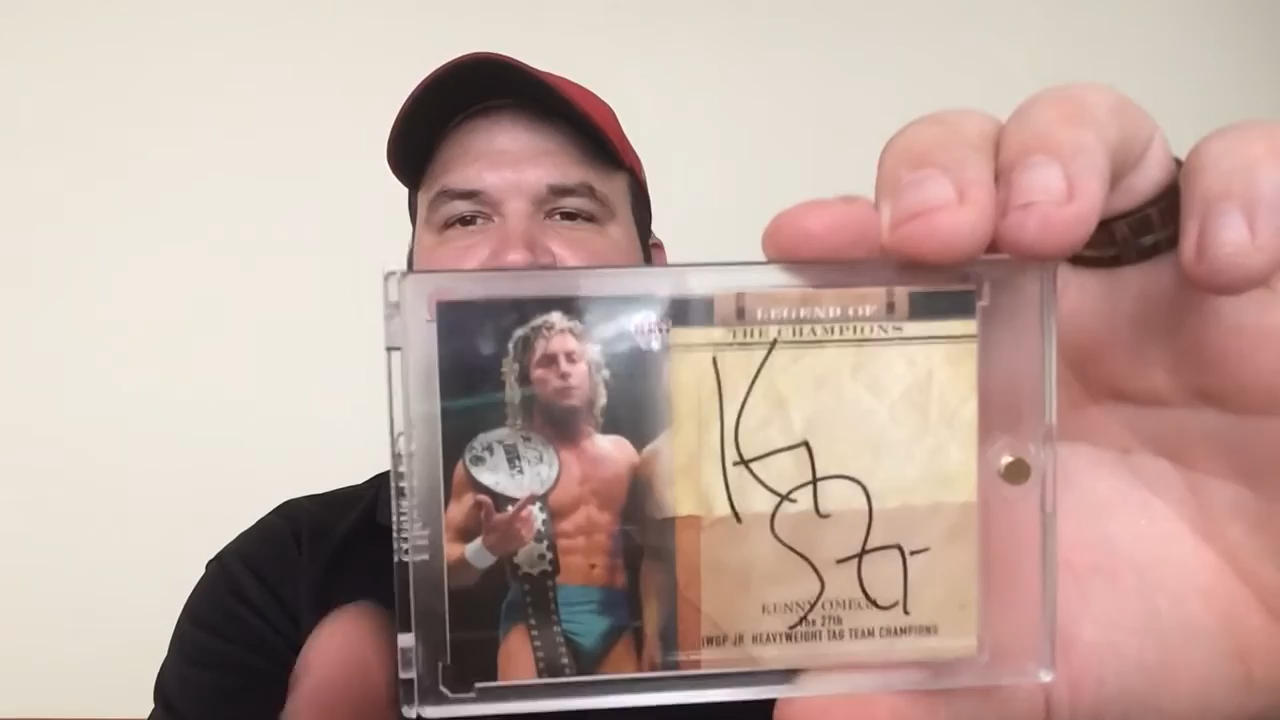 LEGEND OF
THE CHAMPIONS
KENNY OMEGA
The 27th
IWGP JR. HEAVYWEIGHT TAG TEAM CHAMPIONS